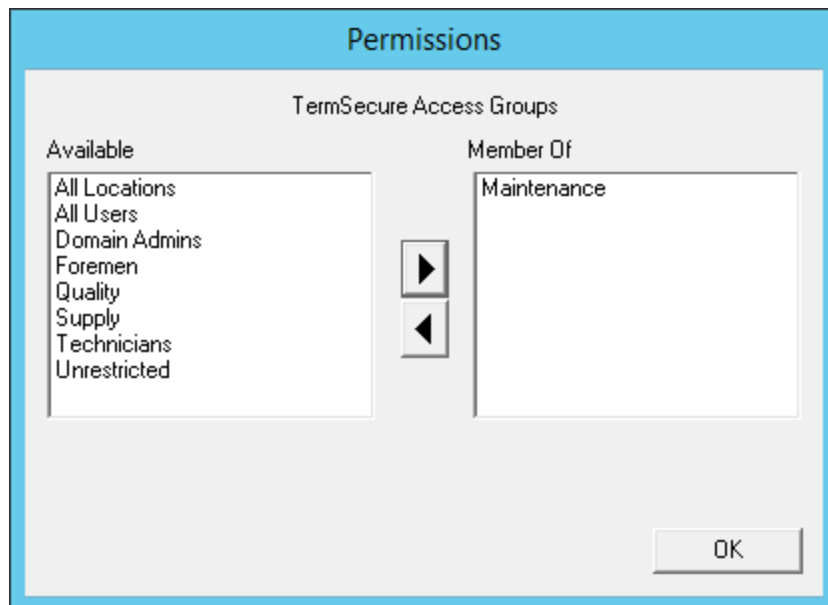 Permissions
TermSecure Access Groups
Available
Member Of
All Locations
All Users
Domain Admins
Foremen
Quality
Supply
Technicians
Unrestricted
Maintenance
OK